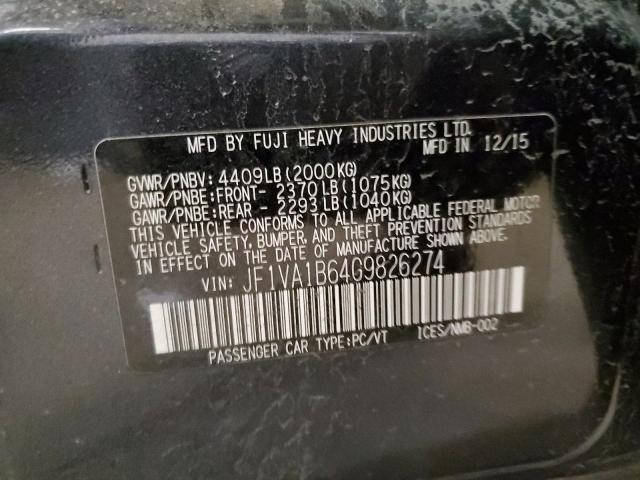 MFD BY FUJI HEAVY INDUSTRIES LTD.
MFD IN 12/15
GVWR/PNBV: 4409LB(2000KG)
GAWR/PNBE:FRONT- 2370LB(1075KG)
GAWR/PNBE:REAR - 2293LB(1040KG)
THIS VEHICLE CONFORMS TO ALL APPLICABLE FEDERAL MOTOR
VEHICLE SAFETY, BUMPER, AND THEFT PREVENTION STANDARDS
IN EFFECT ON THE DATE OF MANUFACTURE SHOWN ABOVE.
VIN: JF1VA1B64G9826274
PASSENGER CAR TYPE:PC/VT ICES/NMB-002